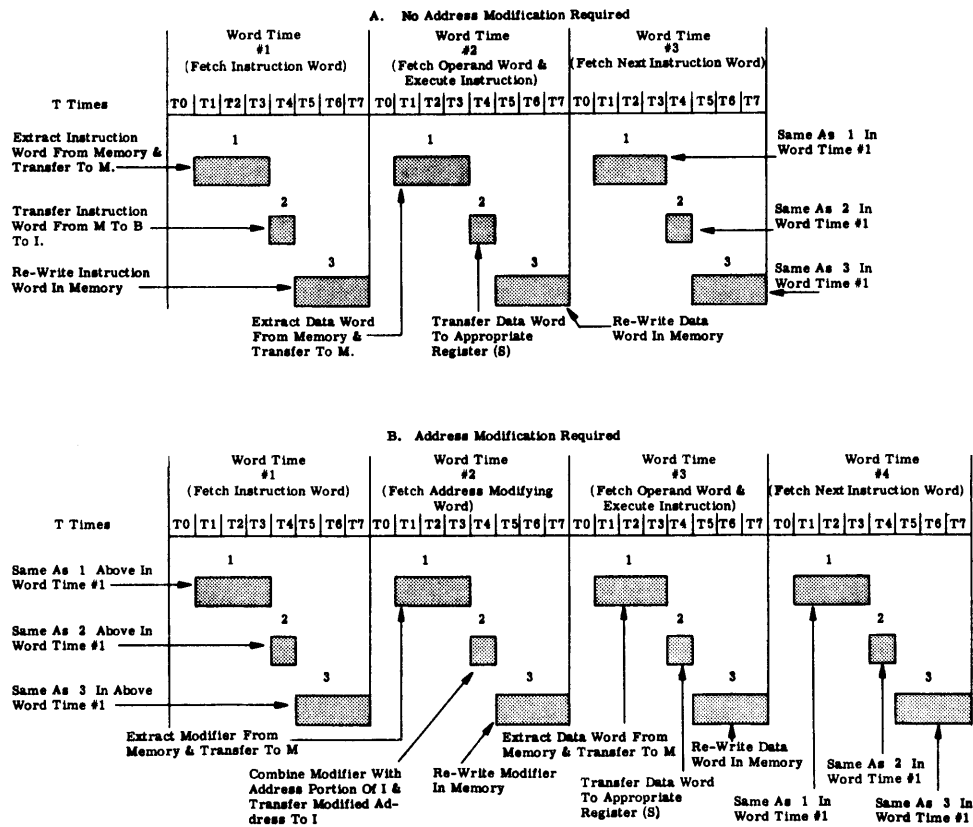 A. No Address Modification Required
Word Time
#1
(Fetch Instruction Word)
Word Time
#2
(Fetch Operand Word &
Execute Instruction)
Word Time
#3
(Fetch Next Instruction Word)
T Times
T0 T1 T2 T3 T4 T5 T6 T7
T0 T1 T2 T3 T4 T5 T6 T7
T0 T1 T2 T3 T4 T5 T6 T7
Extract Instruction
Word From Memory &
Transfer To M.
1
1
1
Same As 1 In
Word Time #1
Transfer Instruction
Word From M To B
To I.
2
2
2
Same As 2 In
Word Time #1
Re-Write Instruction
Word In Memory
3
3
3
Same As 3 In
Word Time #1
Extract Data Word
From Memory &
Transfer To M.
Transfer Data Word
To Appropriate
Register (S)
Re-Write Data
Word In Memory
B. Address Modification Required
Word Time
#1
(Fetch Instruction Word)
Word Time
#2
(Fetch Address Modifying
Word)
Word Time
#3
(Fetch Operand Word &
Execute Instruction)
Word Time
#4
(Fetch Next Instruction Word)
T Times
T0 T1 T2 T3 T4 T5 T6 T7
T0 T1 T2 T3 T4 T5 T6 T7
T0 T1 T2 T3 T4 T5 T6 T7
T0 T1 T2 T3 T4 T5 T6 T7
Same As 1 Above In
Word Time #1
1
1
1
1
Same As 2 Above In
Word Time #1
2
2
2
2
Same As 3 In Above
Word Time #1
3
3
3
3
Extract Modifier From
Memory & Transfer To M
Combine Modifier With
Address Portion Of I &
Transfer Modified Ad-
dress To I
Re-Write Modifier
In Memory
Extract Data Word From
Memory & Transfer To M
Transfer Data Word
To Appropriate
Register (S)
Re-Write Data
Word In Memory
Same As 1 In
Word Time #1
Same As 2 In
Word Time #1
Same As 3 In
Word Time #1